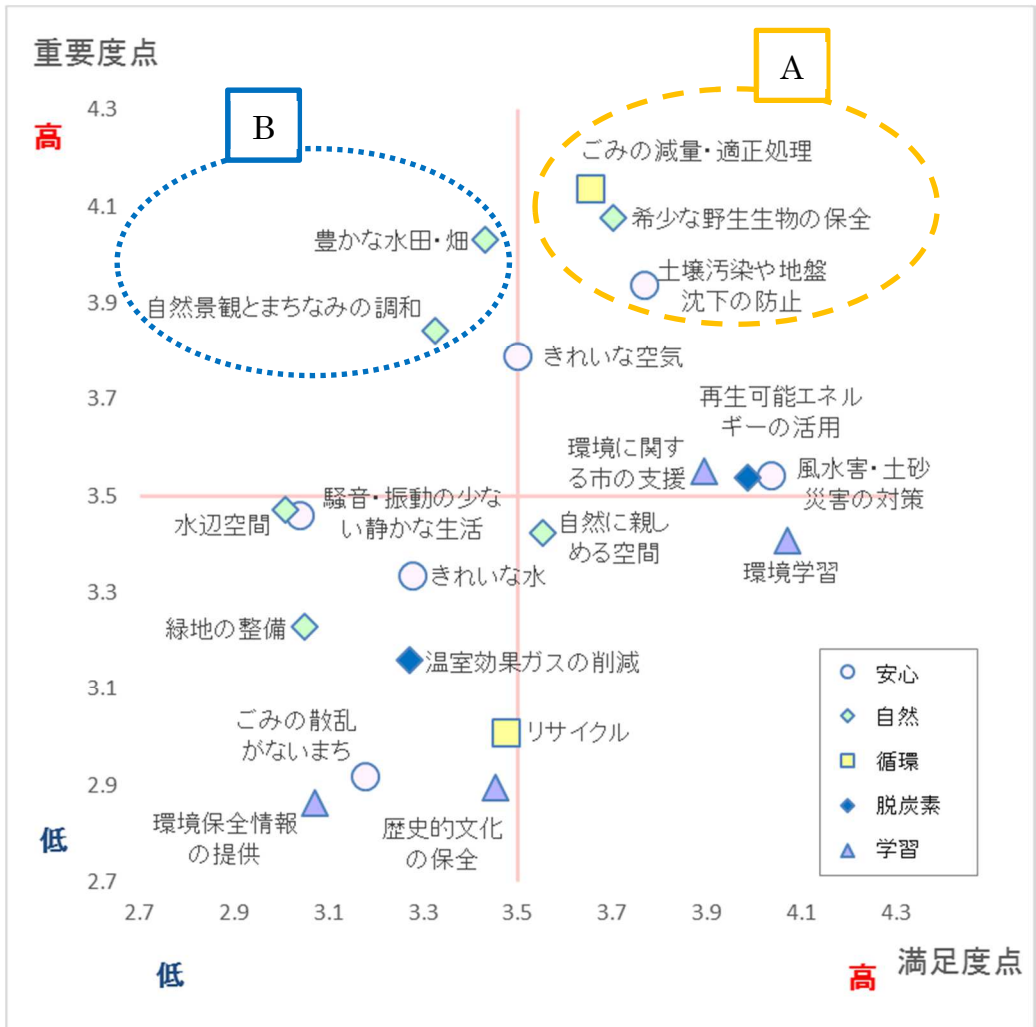 重要度点
A
B
4.3
高
ごみの減量・適正処理
4.1
希少な野生生物の保全
豊かな水田・畑
土壌汚染や地盤
沈下の防止
3.9
自然景観とまちなみの調和
きれいな空気
3.7
再生可能エネル
ギーの活用
環境に関す
る市の支援
風水害・土砂
災害の対策
3.5
水辺空間
騒音・振動の少な
い静かな生活
自然に親し
める空間
環境学習
きれいな水
3.3
緑地の整備
温室効果ガスの削減
3.1
ごみの散乱
がないまち
リサイクル
2.9
環境保全情報
の提供
歴史的文化
の保全
低
2.7
安心
自然
循環
脱炭素
学習
2.7 2.9 3.1 3.3 3.5 3.7 3.9 4.1 4.3
低
高
満足度点